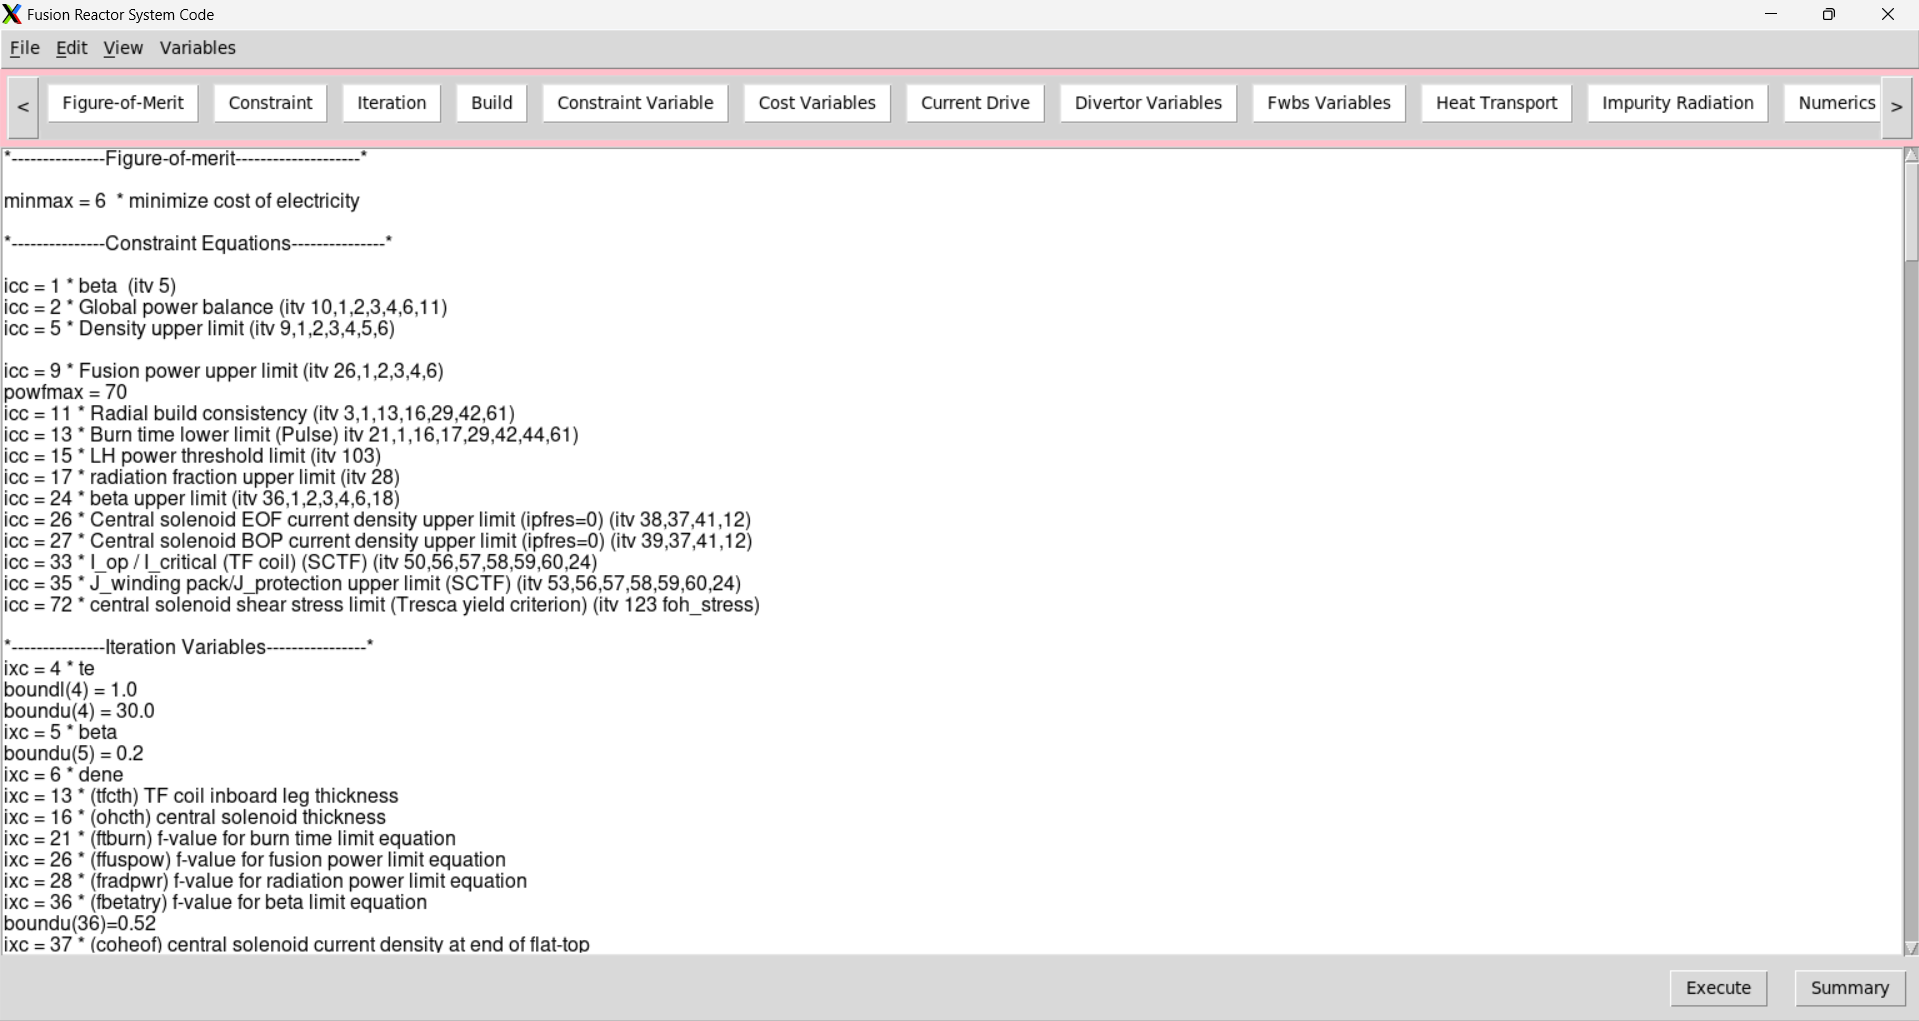 Fusion Reactor System Code
File Edit View Variables
< Figure-of-Merit Constraint Iteration Build Constraint Variable Cost Variables Current Drive Divertor Variables Fwbs Variables Heat Transport Impurity Radiation Numerics >
*---------------Figure-of-merit--------------------*
minmax = 6  * minimize cost of electricity
*---------------Constraint Equations---------------*
icc = 1 * beta  (itv 5)
icc = 2 * Global power balance (itv 10,1,2,3,4,6,11)
icc = 5 * Density upper limit (itv 9,1,2,3,4,5,6)
icc = 9 * Fusion power upper limit (itv 26,1,2,3,4,6)
powfmax = 70
icc = 11 * Radial build consistency (itv 3,1,13,16,29,42,61)
icc = 13 * Burn time lower limit (Pulse) itv 21,1,16,17,29,42,44,61)
icc = 15 * LH power threshold limit (itv 103)
icc = 17 * radiation fraction upper limit (itv 28)
icc = 24 * beta upper limit (itv 36,1,2,3,4,6,18)
icc = 26 * Central solenoid EOF current density upper limit (ipfres=0) (itv 38,37,41,12)
icc = 27 * Central solenoid BOP current density upper limit (ipfres=0) (itv 39,37,41,12)
icc = 33 * I_op / I_critical (TF coil) (SCTF) (itv 50,56,57,58,59,60,24)
icc = 35 * J_winding pack/J_protection upper limit (SCTF) (itv 53,56,57,58,59,60,24)
icc = 72 * central solenoid shear stress limit (Tresca yield criterion) (itv 123 foh_stress)
*---------------Iteration Variables----------------*
ixc = 4 * te
boundl(4) = 1.0
boundu(4) = 30.0
ixc = 5 * beta
boundu(5) = 0.2
ixc = 6 * dene
ixc = 13 * (tfcth) TF coil inboard leg thickness
ixc = 16 * (ohcth) central solenoid thickness
ixc = 21 * (ftburn) f-value for burn time limit equation
ixc = 26 * (ffuspow) f-value for fusion power limit equation
ixc = 28 * (fradpwr) f-value for radiation power limit equation
ixc = 36 * (fbetatry) f-value for beta limit equation
boundu(36)=0.52
ixc = 37 * (coheof) central solenoid current density at end of flat-top
Execute Summary